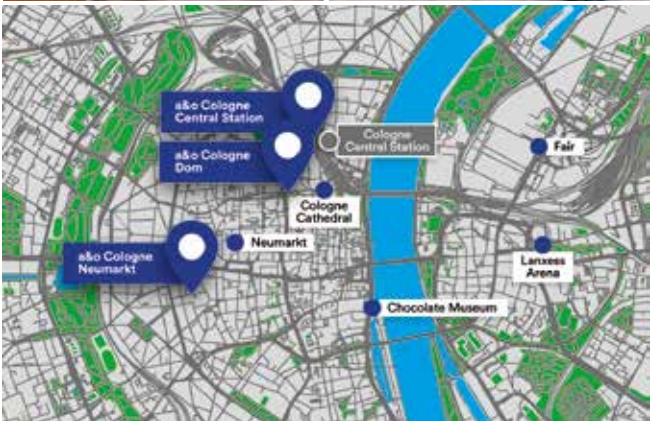 a&o Cologne
Central Station
a&o Cologne
Dom
Cologne
Central Station
Fair
Cologne
Cathedral
Neumarkt
a&o Cologne
Neumarkt
Lanxess
Arena
Chocolate Museum